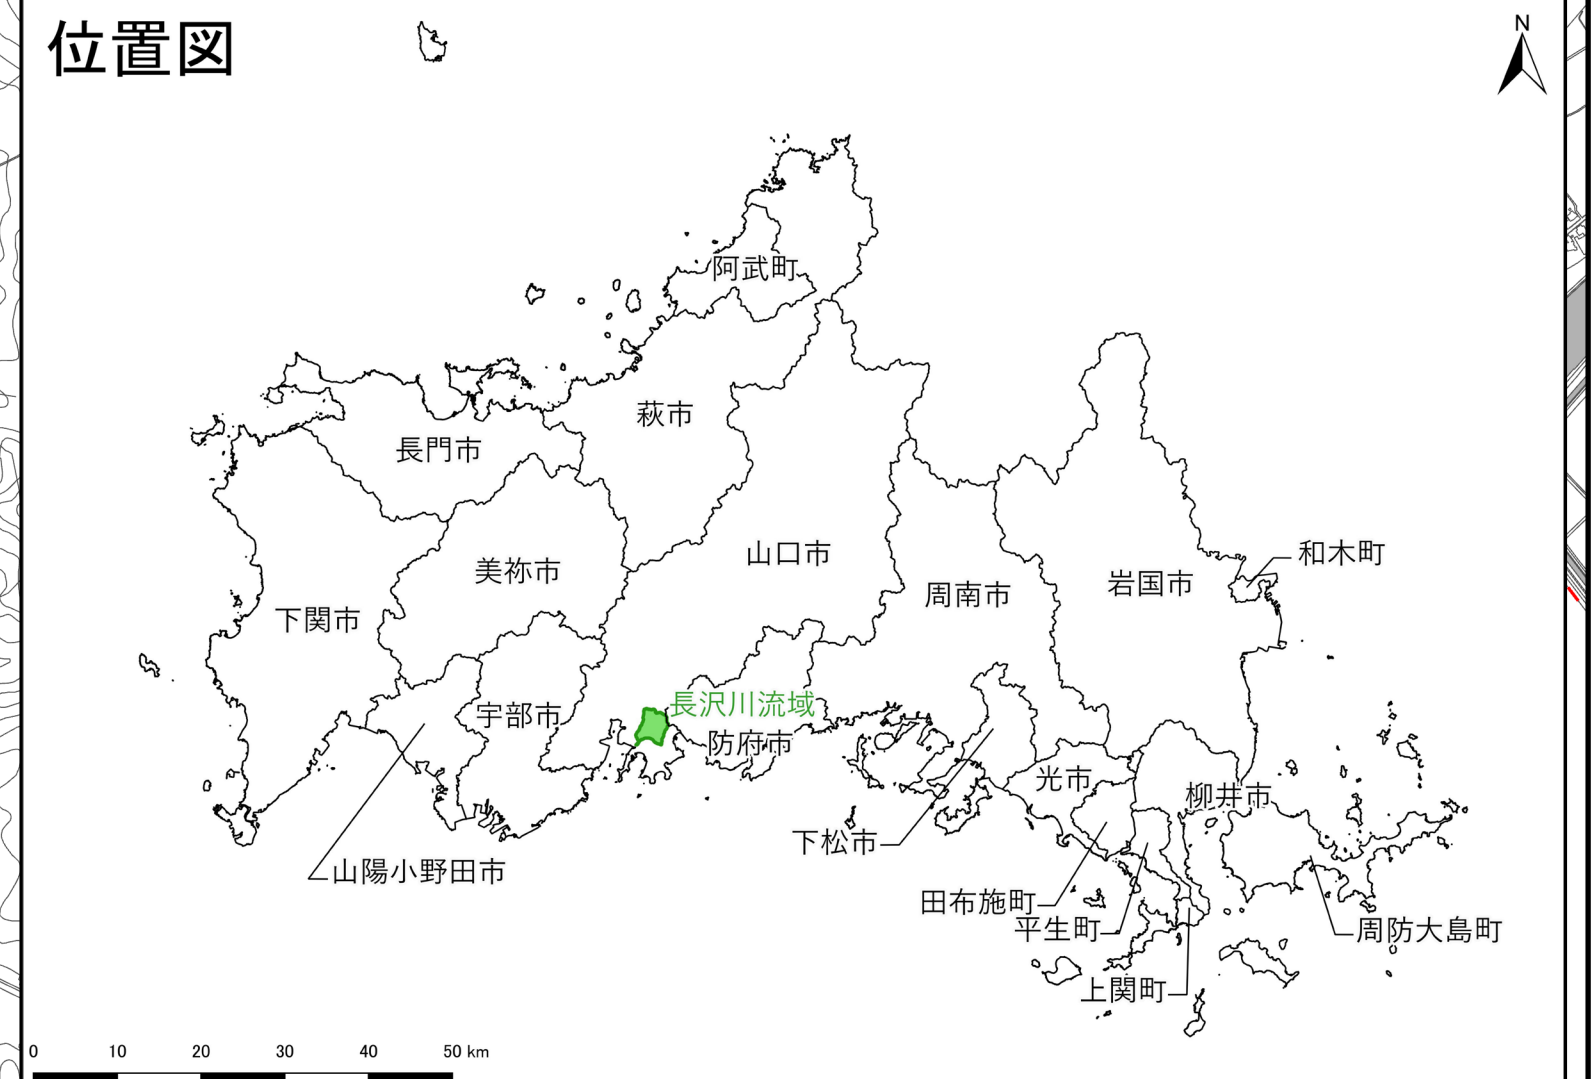 位置図
N
阿武町
萩市
長門市
山口市
和木町
美祢市
岩国市
周南市
下関市
長沢川流域
宇部市
防府市
光市
柳井市
下松市
山陽小野田市
田布施町
平生町
周防大島町
上関町
0 10 20 30 40 50 km